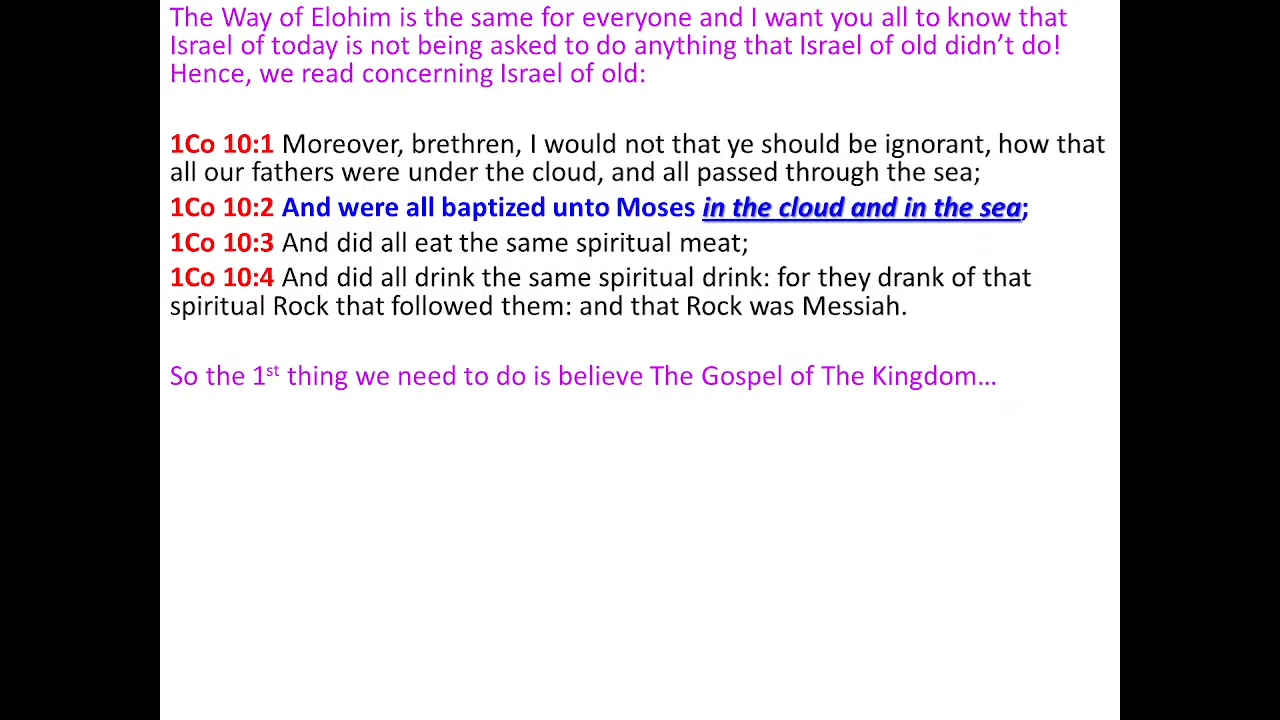 The Way of Elohim is the same for everyone and I want you all to know that
Israel of today is not being asked to do anything that Israel of old didn’t do!
Hence, we read concerning Israel of old:
1Co 10:1 Moreover, brethren, I would not that ye should be ignorant, how that
all our fathers were under the cloud, and all passed through the sea;
1Co 10:2 And were all baptized unto Moses in the cloud and in the sea;
1Co 10:3 And did all eat the same spiritual meat;
1Co 10:4 And did all drink the same spiritual drink: for they drank of that
spiritual Rock that followed them: and that Rock was Messiah.
So the 1st thing we need to do is believe The Gospel of The Kingdom…